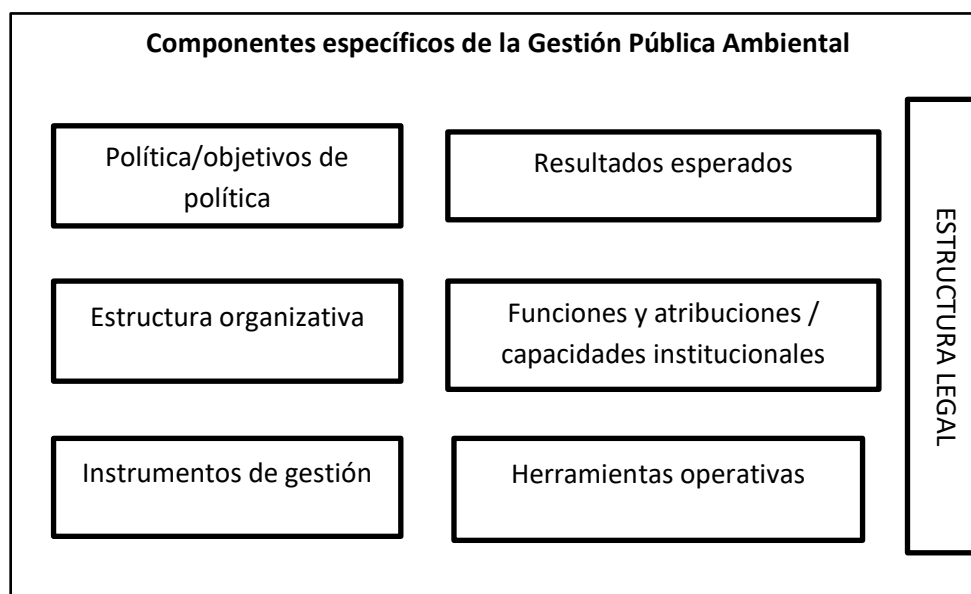 Componentes específicos de la Gestión Pública Ambiental
Política/objetivos de
política
Resultados esperados
Estructura organizativa
Funciones y atribuciones /
capacidades institucionales
Instrumentos de gestión
Herramientas operativas
ESTRUCTURA LEGAL